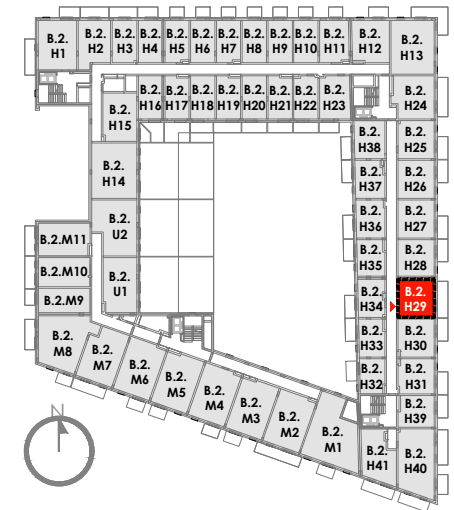 B.2.
H1
B.2.
H2
B.2.
H3
B.2.
H4
B.2.
H5
B.2.
H6
B.2.
H7
B.2.
H8
B.2.
H9
B.2.
H10
B.2.
H11
B.2.
H12
B.2.
H13
B.2.
H16
B.2.
H17
B.2.
H18
B.2.
H19
B.2.
H20
B.2.
H21
B.2.
H22
B.2.
H23
B.2.
H24
B.2.
H15
B.2.
H38
B.2.
H25
B.2.
H14
B.2.
H37
B.2.
H26
B.2.
U2
B.2.
H36
B.2.
H27
B.2.M11
B.2.
H35
B.2.
H28
B.2.M10
B.2.
U1
B.2.
H34
B.2.
H29
B.2.M9
B.2.
H33
B.2.
H30
B.2.
M8
B.2.
M7
B.2.
M6
B.2.
M5
B.2.
M4
B.2.
M3
B.2.
M2
B.2.
M1
B.2.
H32
B.2.
H31
B.2.
H39
B.2.
H41
B.2.
H40
N